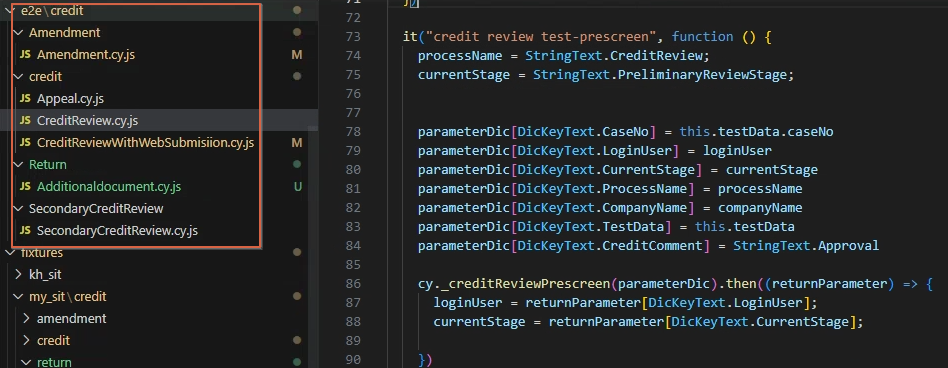 e2e\credit
Amendment
JS Amendment.cy.js M
credit
JS Appeal.cy.js
JS CreditReview.cy.js
JS CreditReviewWithWebSubmisiion.cy.js M
Return
JS Additionaldocument.cy.js U
SecondaryCreditReview
JS SecondaryCreditReview.cy.js
fixtures
kh_sit
my_sit\credit
amendment
credit
return
71 })
72
73 it("credit review test-prescreen", function () {
74 processName = StringText.CreditReview;
75 currentStage = StringText.PreliminaryReviewStage;
76
77
78 parameterDic[DicKeyText.CaseNo] = this.testData.caseNo
79 parameterDic[DicKeyText.LoginUser] = loginUser
80 parameterDic[DicKeyText.CurrentStage] = currentStage
81 parameterDic[DicKeyText.ProcessName] = processName
82 parameterDic[DicKeyText.CompanyName] = companyName
83 parameterDic[DicKeyText.TestData] = this.testData
84 parameterDic[DicKeyText.CreditComment] = StringText.Approval
85
86 cy._creditReviewPrescreen(parameterDic).then((returnParameter) => {
87 loginUser = returnParameter[DicKeyText.LoginUser];
88 currentStage = returnParameter[DicKeyText.CurrentStage];
89
90 })